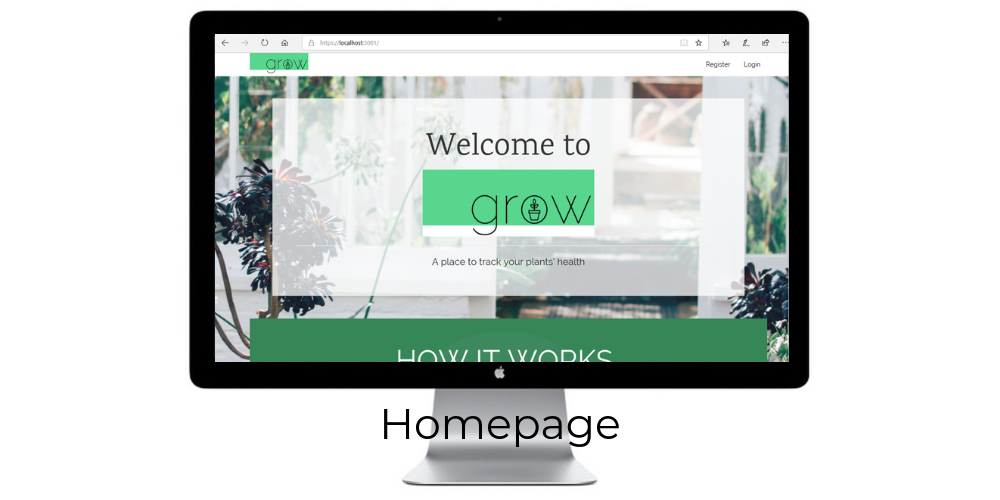 https://localhost:5001/
grow
Register Login
Welcome to
grow
A place to track your plants' health
HOW IT WORKS
Homepage